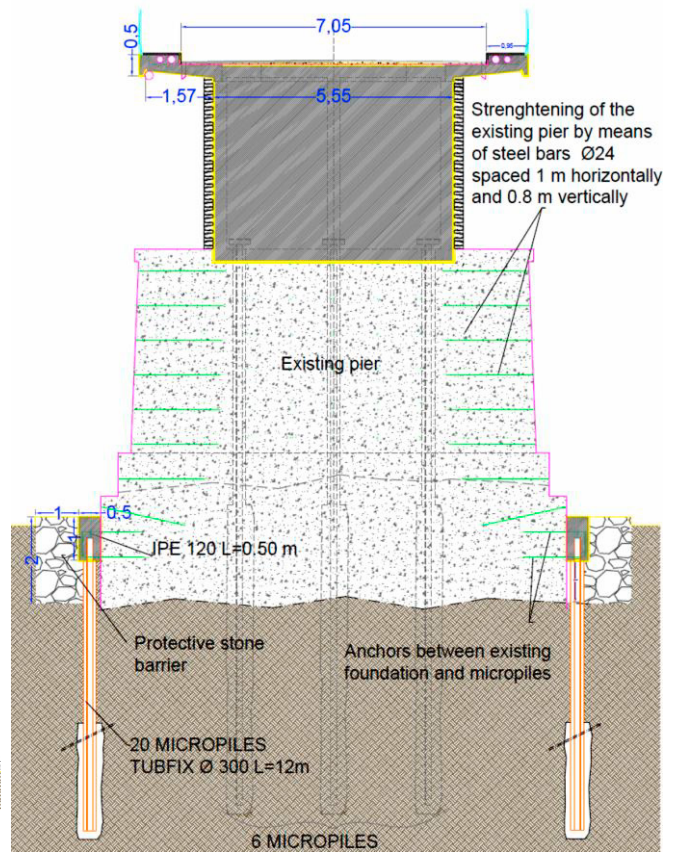 7,05
0,5
0,95
1,57
5,55
Strenghtening of the
existing pier by means
of steel bars Ø24
spaced 1 m horizontally
and 0.8 m vertically
Existing pier
1
0,5
1
2
IPE 120 L=0.50 m
Protective stone
barrier
Anchors between existing
foundation and micropiles
20 MICROPILES
TUBFIX Ø 300 L=12m
6 MICROPILES